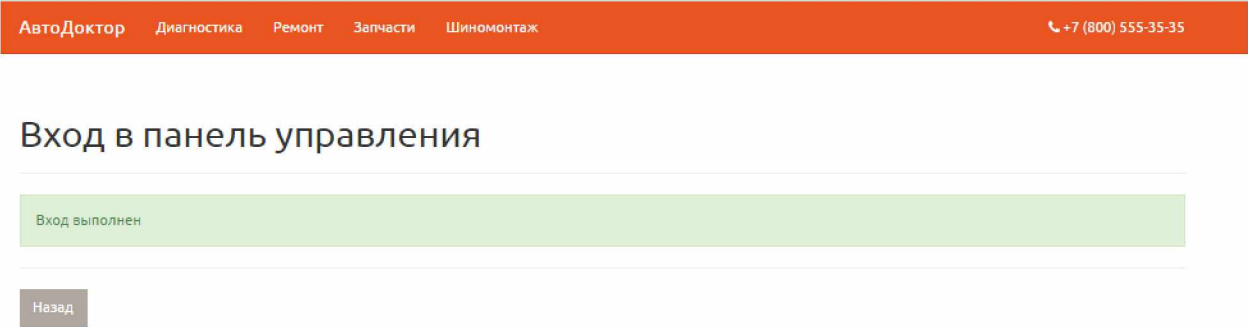 АвтоДоктор Диагностика Ремонт Запчасти Шиномонтаж +7 (800) 555-35-35
Вход в панель управления
Вход выполнен
Назад